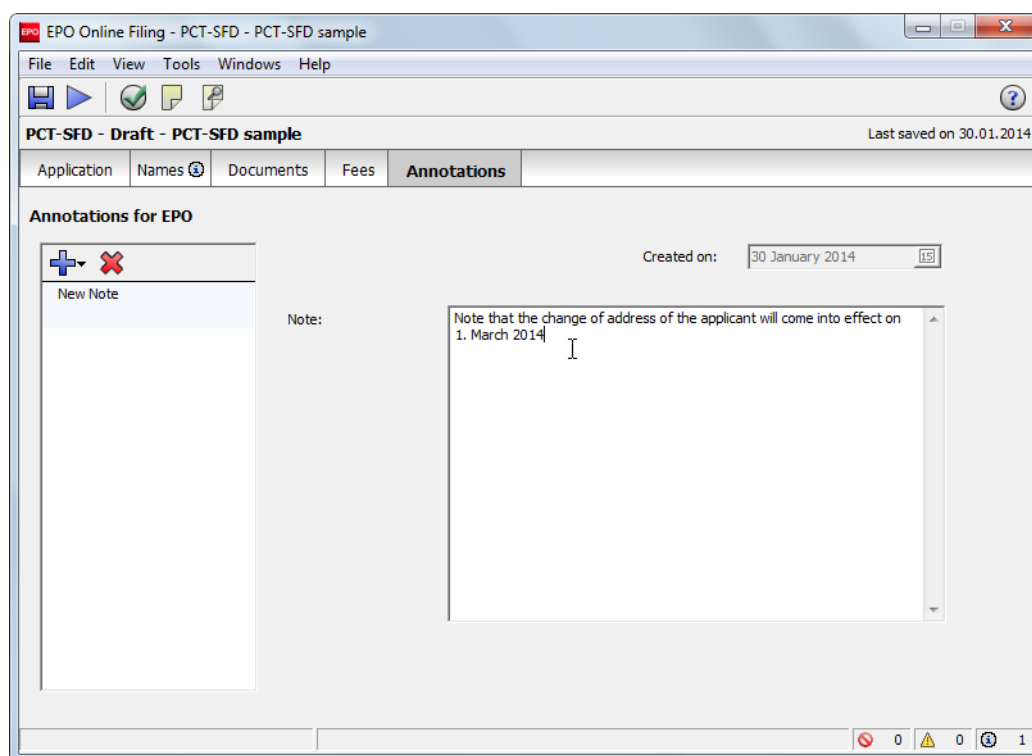 EPO EPO Online Filing - PCT-SFD - PCT-SFD sample
File Edit View Tools Windows Help
PCT-SFD - Draft - PCT-SFD sample Last saved on 30.01.2014
Application Names Documents Fees Annotations
Annotations for EPO
Created on: 30 January 2014 15
New Note
Note: Note that the change of address of the applicant will come into effect on
1. March 2014
0 0 1